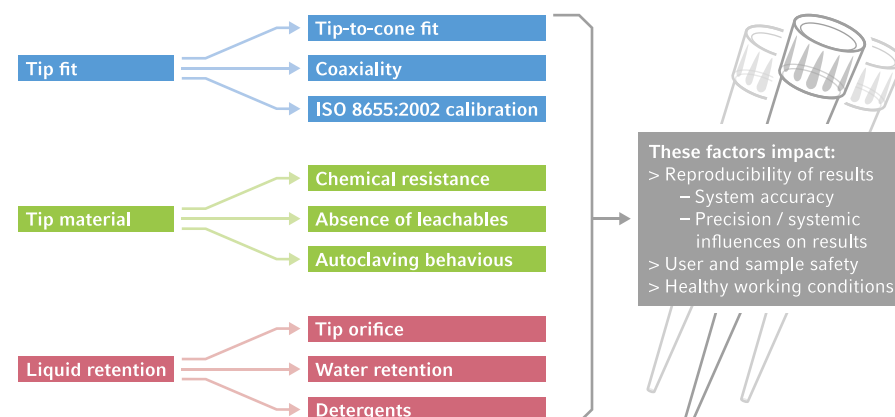 Tip fit
Tip-to-cone fit
Coaxiality
ISO 8655:2002 calibration
Tip material
Chemical resistance
Absence of leachables
Autoclaving behavious
Liquid retention
Tip orifice
Water retention
Detergents
These factors impact:
> Reproducibility of results
– System accuracy
– Precision / systemic
influences on results
> User and sample safety
> Healthy working conditions